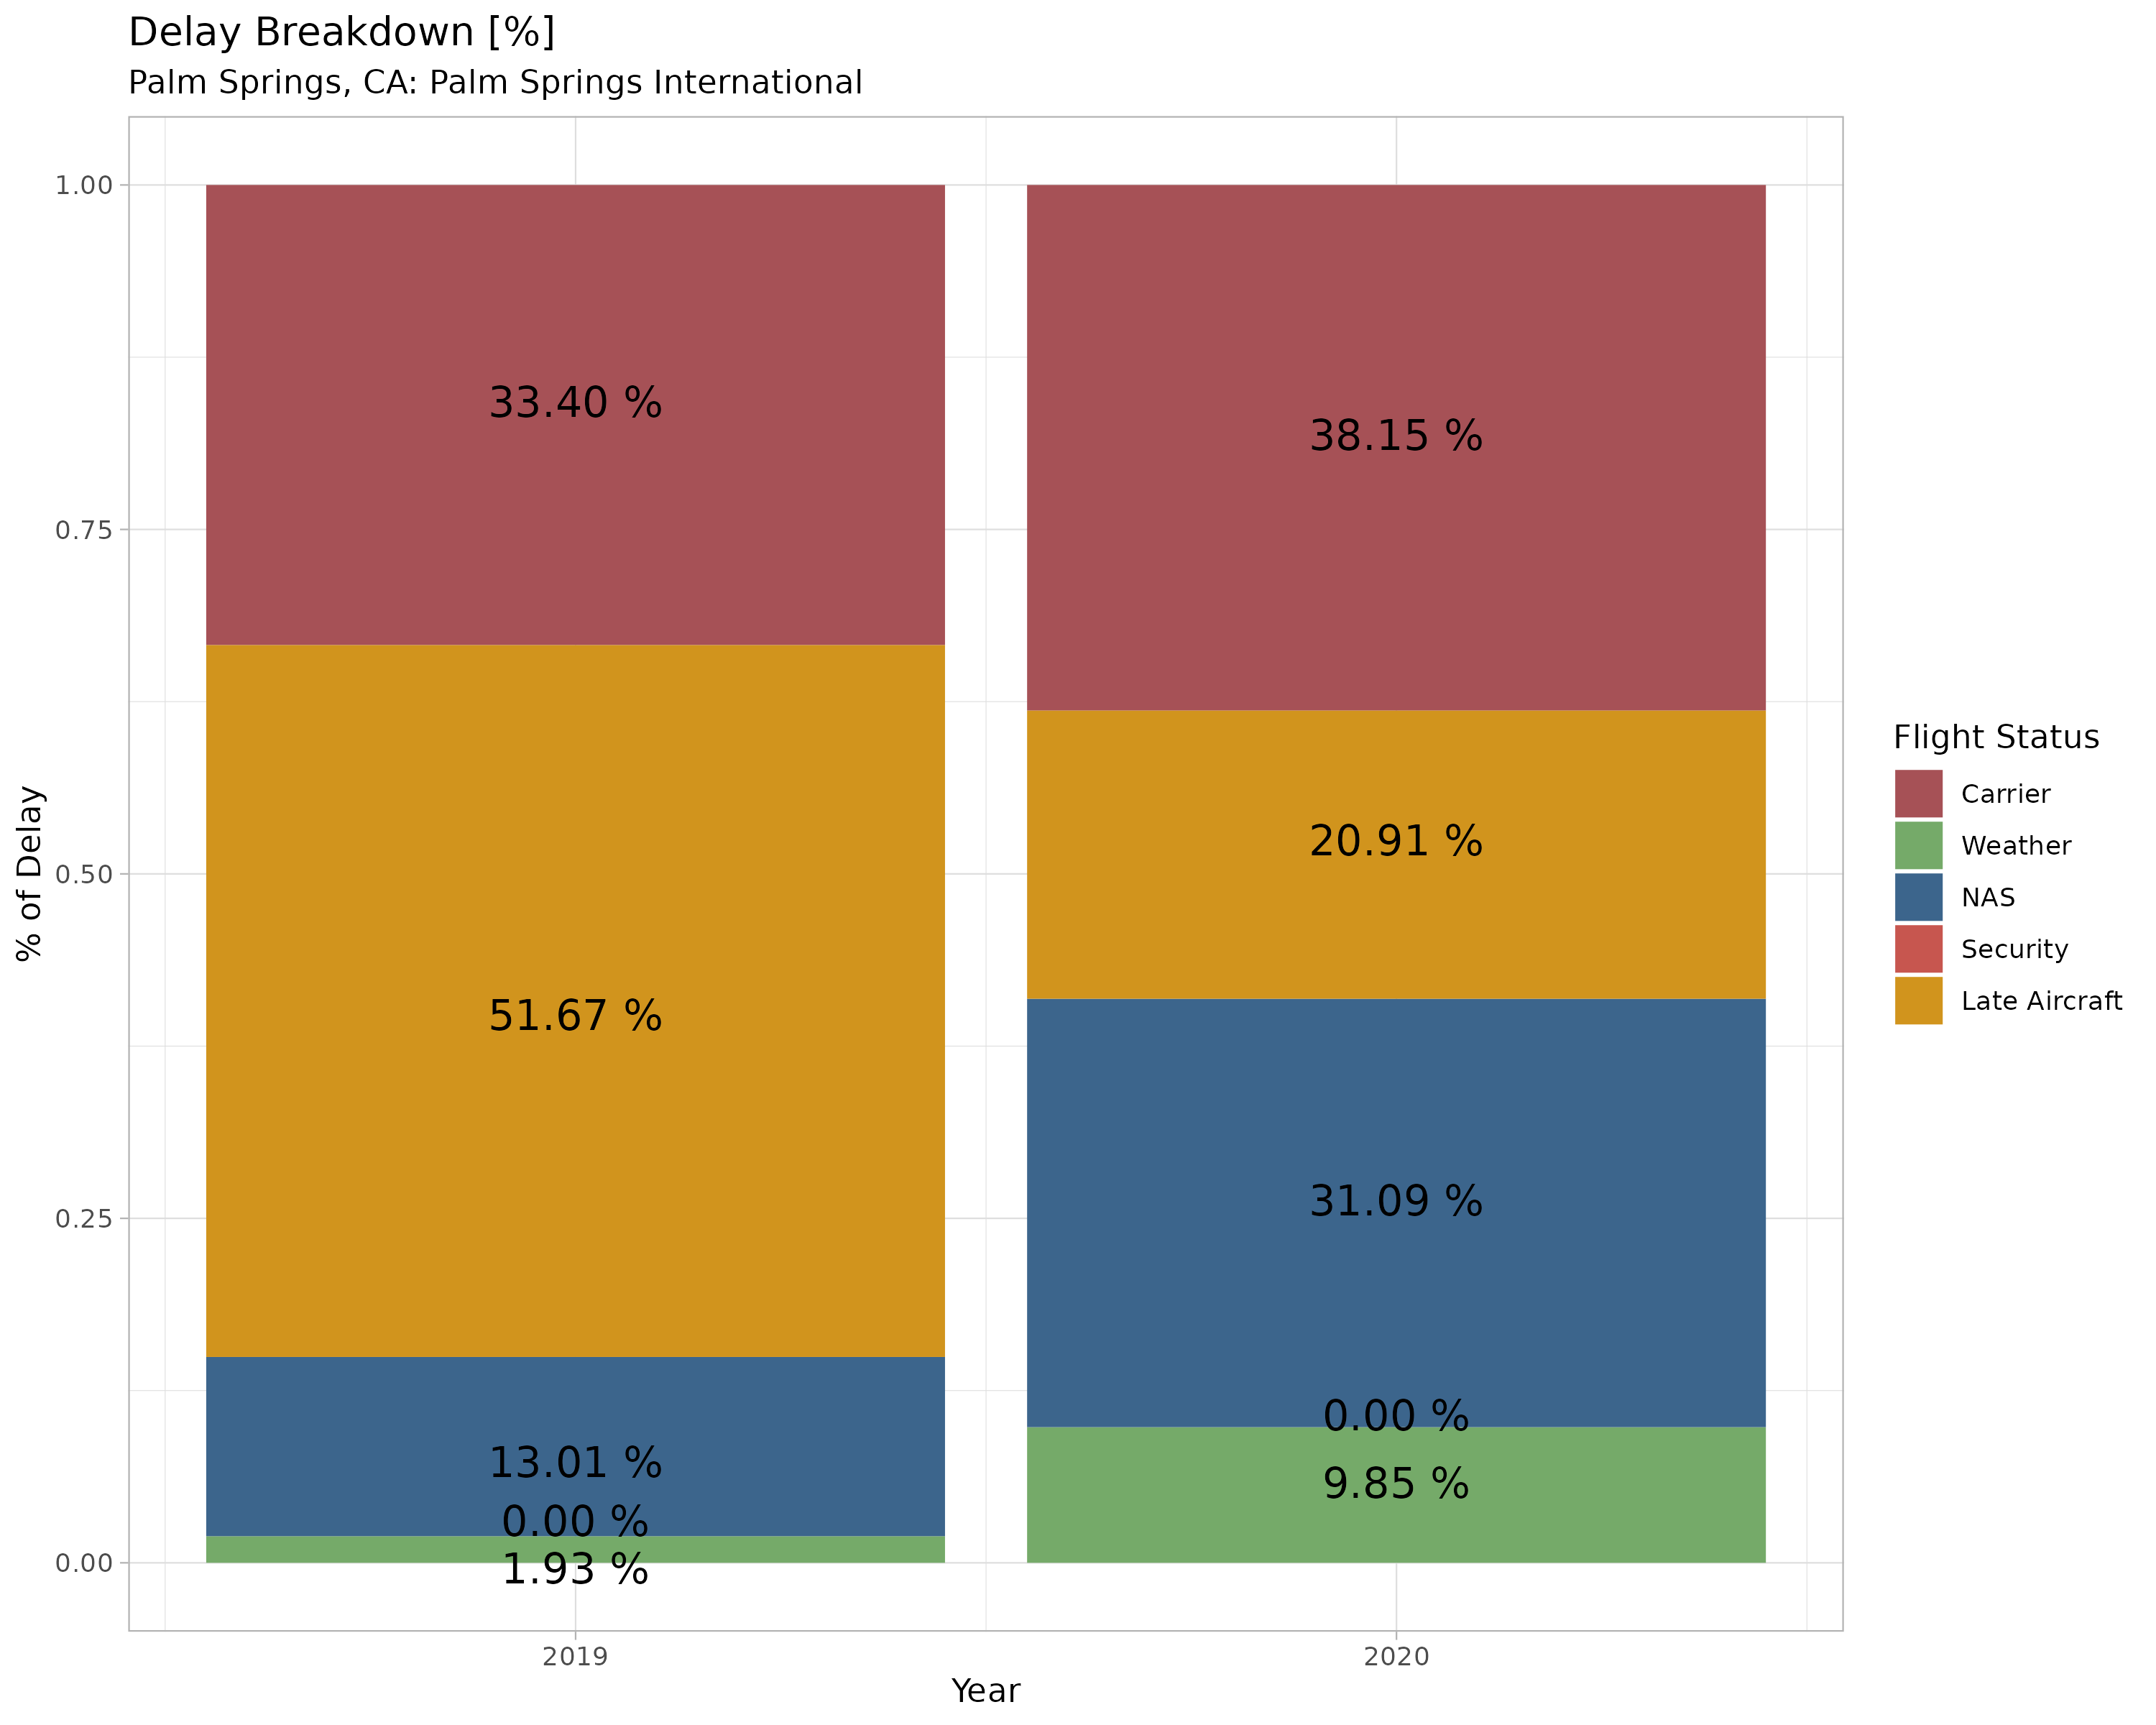 Delay Breakdown [%]
Palm Springs, CA: Palm Springs International
% of Delay
1.00
0.75
0.50
0.25
0.00
33.40 %
51.67 %
13.01 %
0.00 %
1.93 %
38.15 %
20.91 %
31.09 %
0.00 %
9.85 %
2019
2020
Year
Flight Status
Carrier
Weather
NAS
Security
Late Aircraft